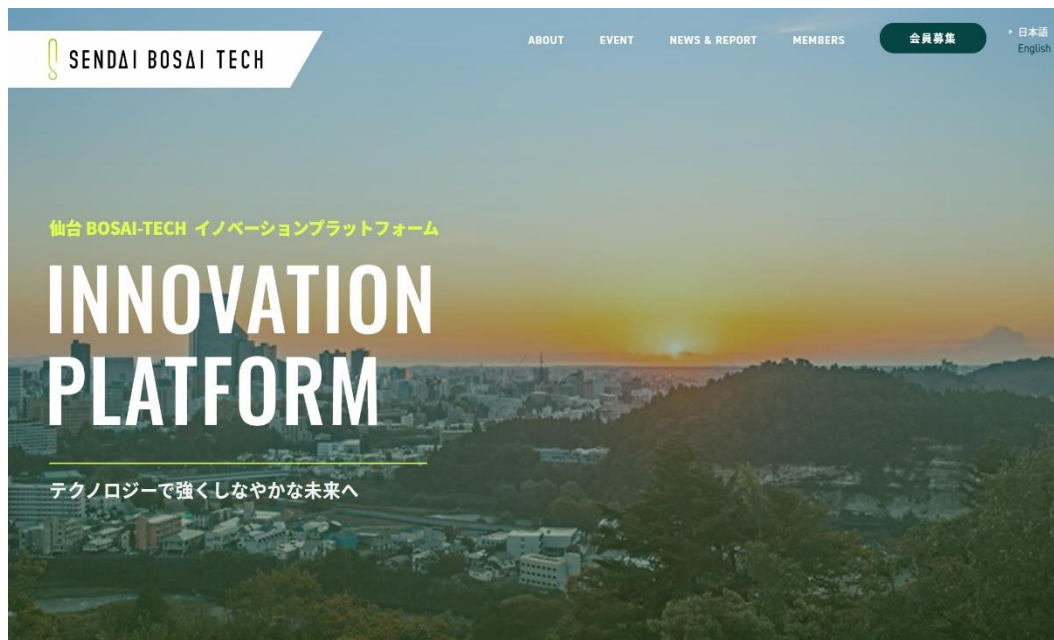 SENDAI BOSAI TECH
ABOUT EVENT NEWS & REPORT MEMBERS 会員募集
日本語
English
仙台 BOSAI-TECH イノベーションプラットフォーム
INNOVATION
PLATFORM
テクノロジーで強くしなやかな未来へ